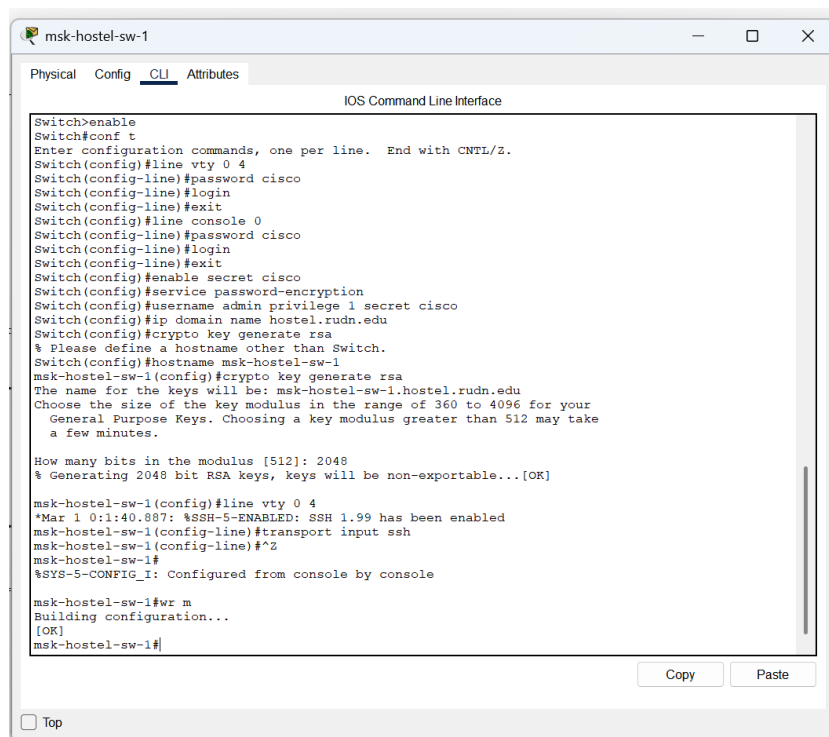 msk-hostel-sw-1
Physical Config CLI Attributes
IOS Command Line Interface
Switch>enable
Switch#conf t
Enter configuration commands, one per line.  End with CNTL/Z.
Switch(config)#line vty 0 4
Switch(config-line)#password cisco
Switch(config-line)#login
Switch(config-line)#exit
Switch(config)#line console 0
Switch(config-line)#password cisco
Switch(config-line)#login
Switch(config-line)#exit
Switch(config)#enable secret cisco
Switch(config)#service password-encryption
Switch(config)#username admin privilege 1 secret cisco
Switch(config)#ip domain name hostel.rudn.edu
Switch(config)#crypto key generate rsa
% Please define a hostname other than Switch.
Switch(config)#hostname msk-hostel-sw-1
msk-hostel-sw-1(config)#crypto key generate rsa
The name for the keys will be: msk-hostel-sw-1.hostel.rudn.edu
Choose the size of the key modulus in the range of 360 to 4096 for your
  General Purpose Keys. Choosing a key modulus greater than 512 may take
  a few minutes.
How many bits in the modulus [512]: 2048
% Generating 2048 bit RSA keys, keys will be non-exportable...[OK]
msk-hostel-sw-1(config)#line vty 0 4
*Mar 1 0:1:40.887: %SSH-5-ENABLED: SSH 1.99 has been enabled
msk-hostel-sw-1(config-line)#transport input ssh
msk-hostel-sw-1(config-line)#^Z
msk-hostel-sw-1#
%SYS-5-CONFIG_I: Configured from console by console
msk-hostel-sw-1#wr m
Building configuration...
[OK]
msk-hostel-sw-1#
Copy Paste
Top